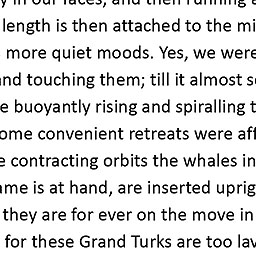 in our faces, and then running a
length is then attached to the mi
more quiet moods. Yes, we were
and touching them; till it almost s
buoyantly rising and spiralling t
ome convenient retreats were aff
contracting orbits the whales in
ame is at hand, are inserted uprig
they are for ever on the move in
for these Grand Turks are too lav